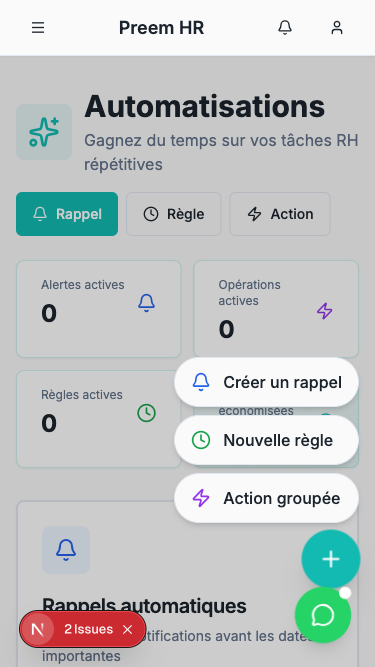 Preem HR
Automatisations
Gagnez du temps sur vos tâches RH
répétitives
Rappel
Règle
Action
Alertes actives
0
Opérations
actives
0
Règles actives
0
économisées
Créer un rappel
Nouvelle règle
Action groupée
Rappels automatiques
notifications avant les dates
importantes
N
2 Issues